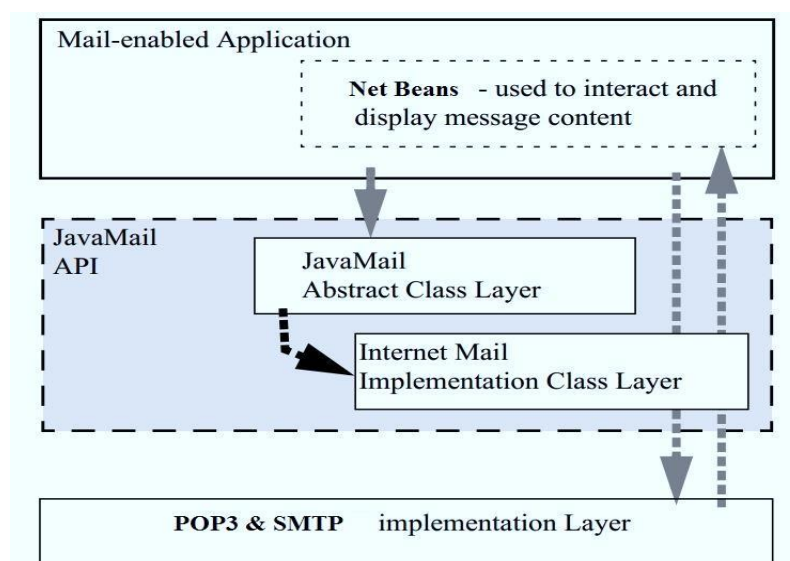 Mail-enabled Application
Net Beans - used to interact and
display message content
JavaMail
API
JavaMail
Abstract Class Layer
Internet Mail
Implementation Class Layer
POP3 & SMTP implementation Layer